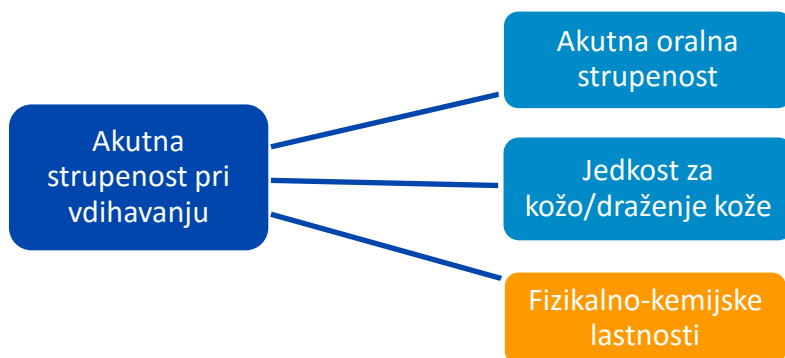 Akutna
strupenost pri
vdihavanju
Akutna oralna
strupenost
Jedkost za
kožo/draženje kože
Fizikalno-kemijske
lastnosti